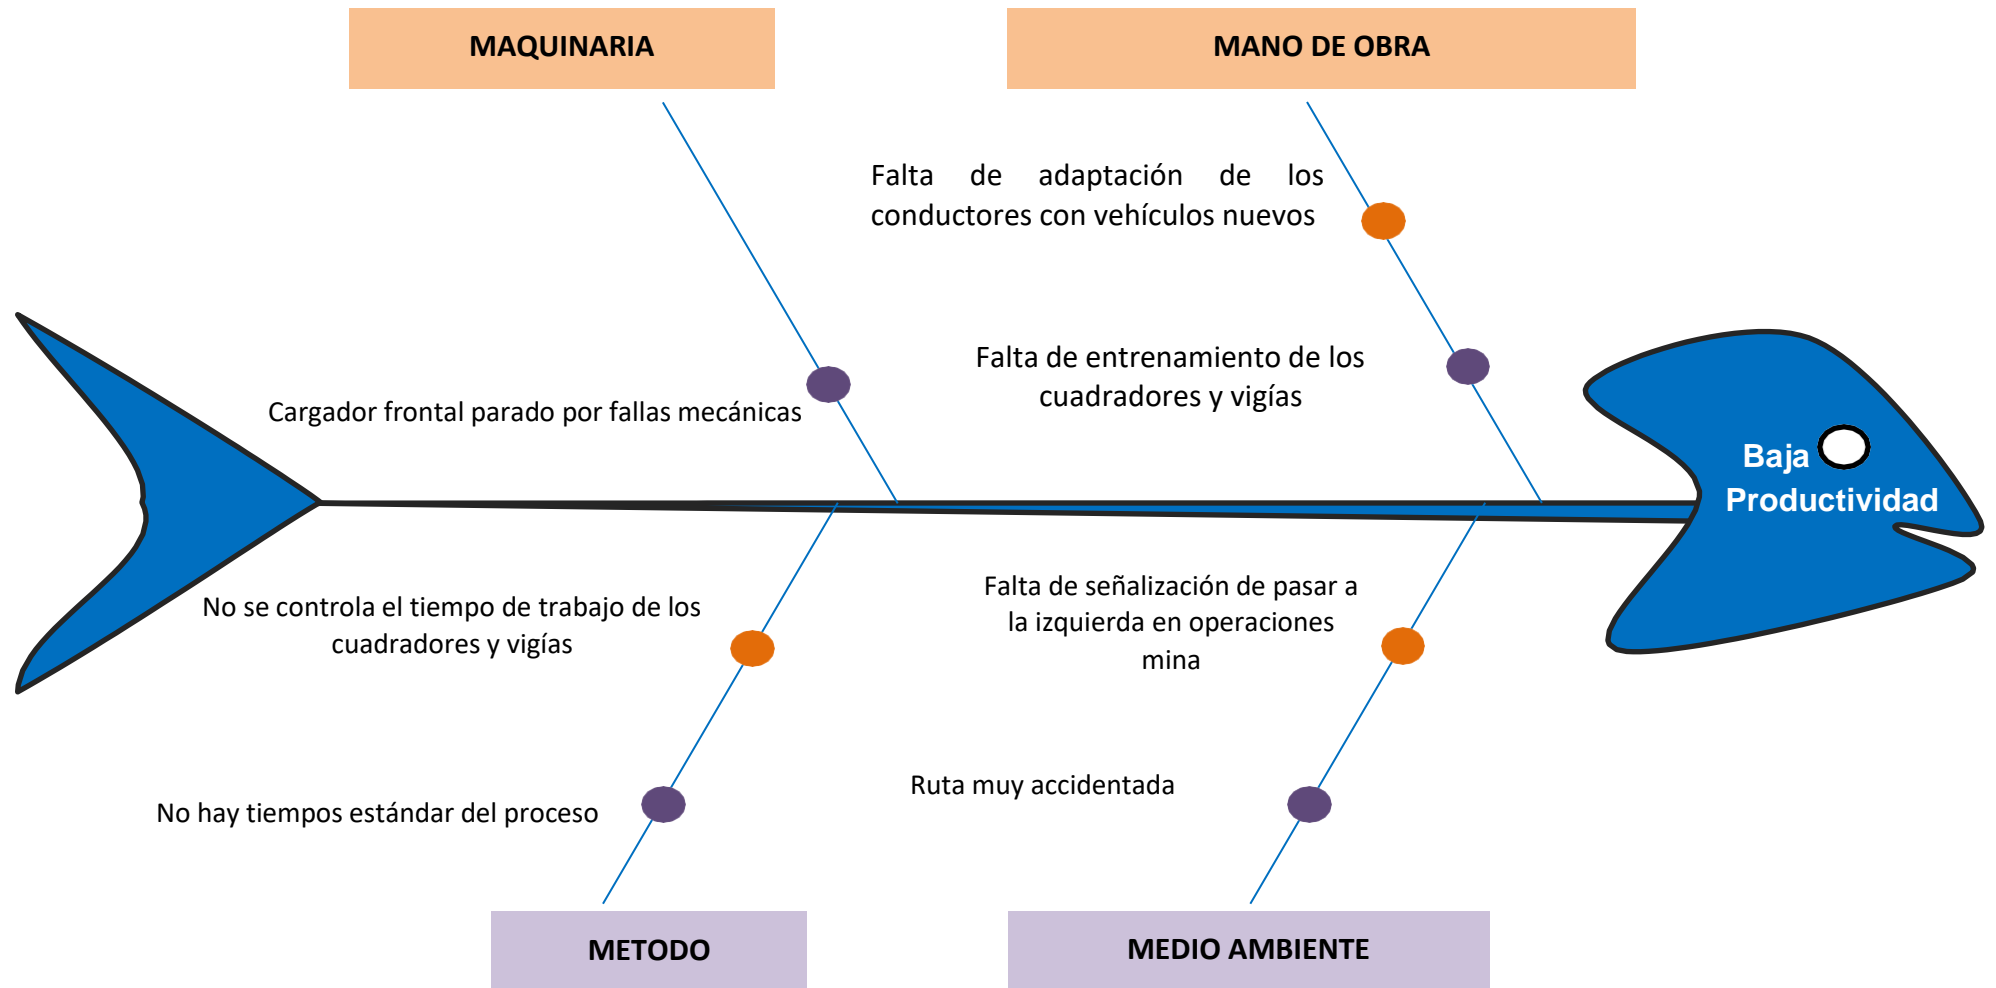 MAQUINARIA
MANO DE OBRA
Falta de adaptación de los
conductores con vehículos nuevos
Falta de entrenamiento de los
cuadradores y vigías
Cargador frontal parado por fallas mecánicas
Baja
Productividad
No se controla el tiempo de trabajo de los
cuadradores y vigías
Falta de señalización de pasar a
la izquierda en operaciones
mina
No hay tiempos estándar del proceso
Ruta muy accidentada
METODO
MEDIO AMBIENTE